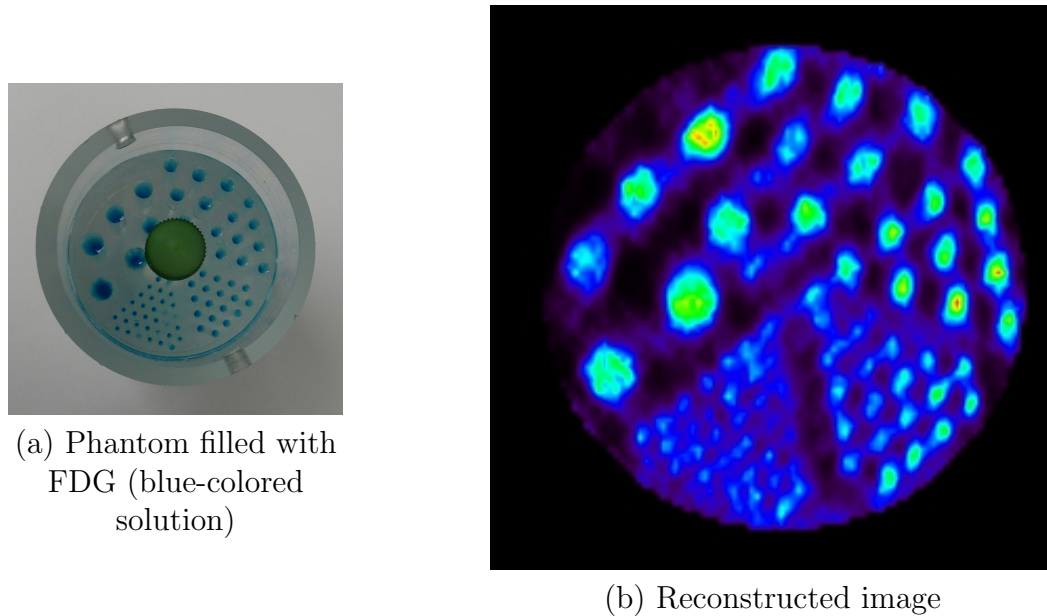 (a) Phantom filled with
FDG (blue-colored
solution)
(b) Reconstructed image